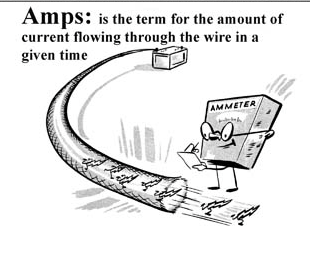 Amps: is the term for the amount of
current flowing through the wire in a
given time
AMMETER